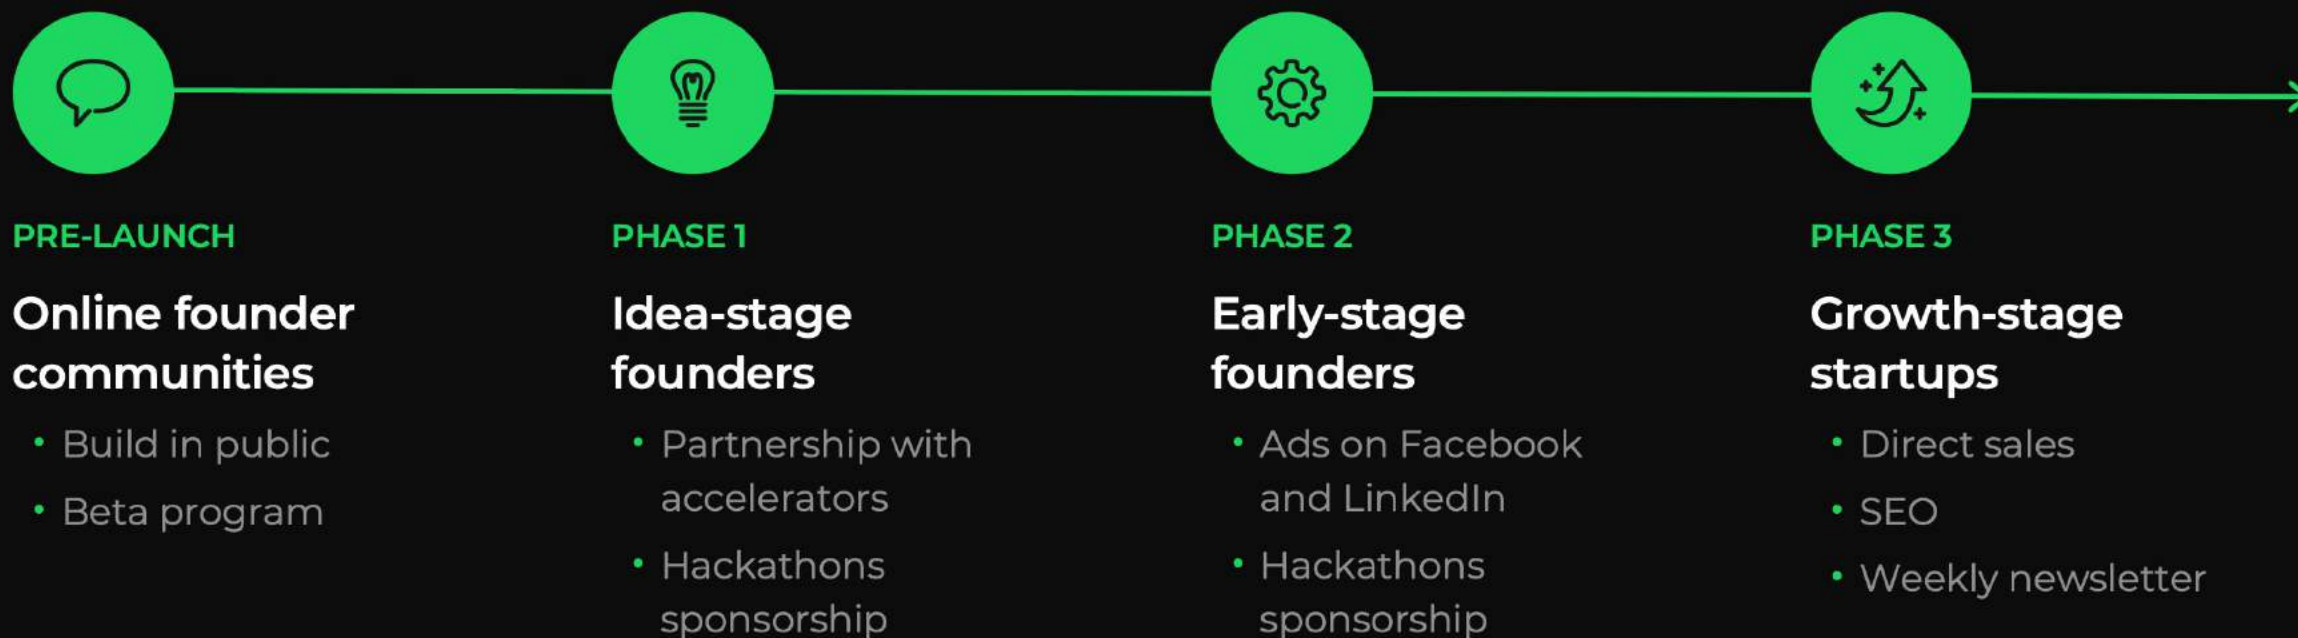 PRE-LAUNCH
Online founder
communities
• Build in public
• Beta program
PHASE 1
Idea-stage
founders
• Partnership with
accelerators
• Hackathons
sponsorship
PHASE 2
Early-stage
founders
• Ads on Facebook
and LinkedIn
• Hackathons
sponsorship
PHASE 3
Growth-stage
startups
• Direct sales
• SEO
• Weekly newsletter